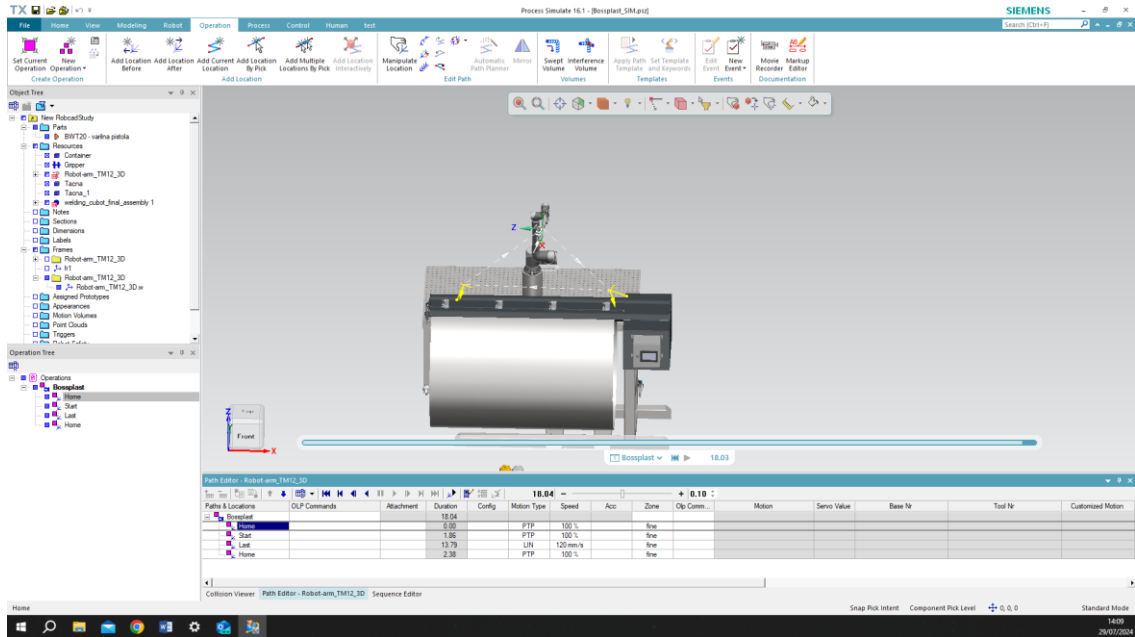 TX
Process Simulate 16.1 - [Bossplast_SIM.psz]
SIEMENS
File Home View Modeling Robot Operation Process Control Human test
Search (Ctrl+F)
Set Current Operation
New Operation
Add Location Before
Add Location After
Add Current Location
Add Location By Pick
Add Multiple Locations By Pick
Add Location Interactively
Manipulate Location
Automatic Path Planner
Mirror
Swept Volume
Interference Volume
Apply Path Template
Set Template and Keywords
Edit Event
New Event
Movie Recorder
Markup Editor
Create Operation Add Location Edit Path Volumes Templates Events Documentation
Object Tree
New RobcadStudy
Parts
BWT20 - varilna pistola
Resources
Container
Gripper
Robot-arm_TM12_3D
Tacna
Tacna_1
welding_cubot_final_assembly 1
Notes
Sections
Dimensions
Labels
Frames
Robot-arm_TM12_3D
fr1
Robot-arm_TM12_3D
Robot-arm_TM12_3D.w
Assigned Prototypes
Appearances
Motion Volumes
Point Clouds
Triggers
Operation Tree
Operations
Bossplast
Home
Start
Last
Home
Z
X
Z
Front
X
Bossplast 18.03
Path Editor - Robot-arm_TM12_3D
18.04 0.10
Paths & Locations OLP Commands Attachment Duration Config Motion Type Speed Acc Zone Olp Comm... Motion Servo Value Base Nr Tool Nr Customized Motion
Bossplast 18.04
Home 0.00 PTP 100 % fine
Start 1.86 PTP 100 % fine
Last 13.79 LIN 120 mm/s fine
Home 2.38 PTP 100 % fine
Collision Viewer Path Editor - Robot-arm_TM12_3D Sequence Editor
Home Snap Pick Intent Component Pick Level 0, 0, 0 Standard Mode
14:09
29/07/2024